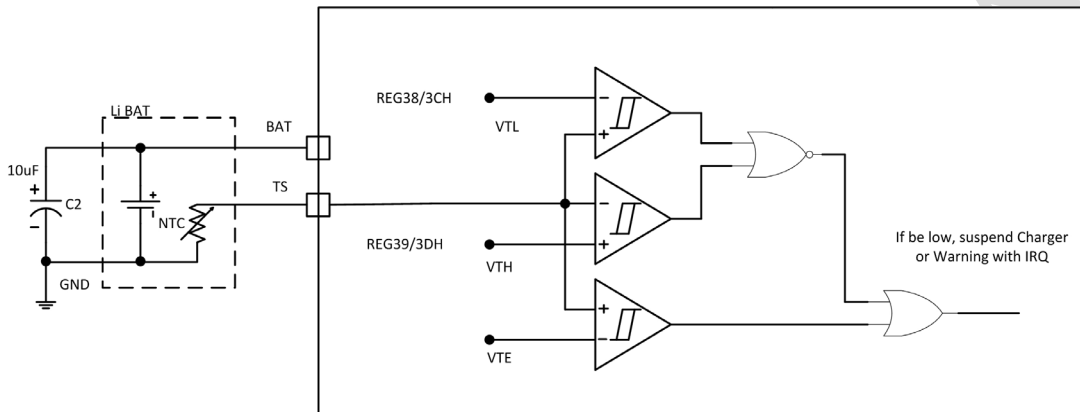 REG38/3CH
VTL
Li BAT
BAT
10uF
C2
TS
NTC
REG39/3DH
VTH
GND
VTE
If be low, suspend Charger
or Warning with IRQ
+
-
+
-
+
-
+
+
-